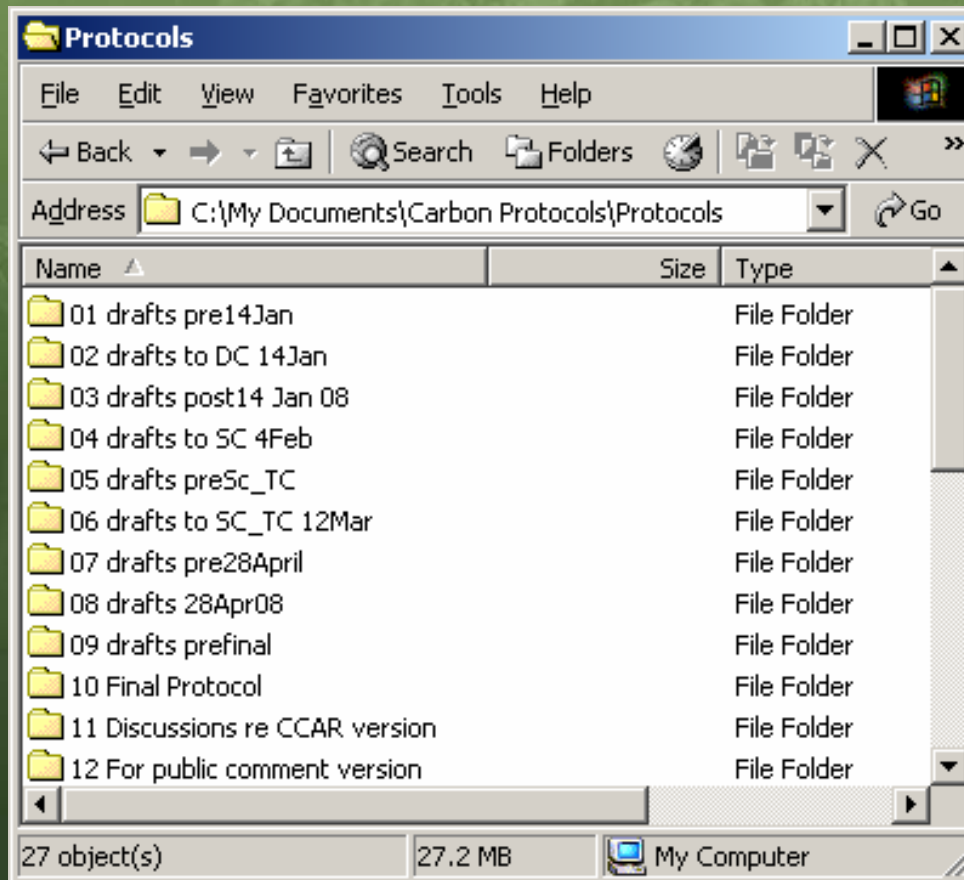 Protocols
File Edit View Favorites Tools Help
Back Search Folders »
Address C:\My Documents\Carbon Protocols\Protocols Go
Name Size Type
01 drafts pre14Jan File Folder
02 drafts to DC 14Jan File Folder
03 drafts post14 Jan 08 File Folder
04 drafts to SC 4Feb File Folder
05 drafts preSc_TC File Folder
06 drafts to SC_TC 12Mar File Folder
07 drafts pre28April File Folder
08 drafts 28Apr08 File Folder
09 drafts prefinal File Folder
10 Final Protocol File Folder
11 Discussions re CCAR version File Folder
12 For public comment version File Folder
27 object(s) 27.2 MB My Computer